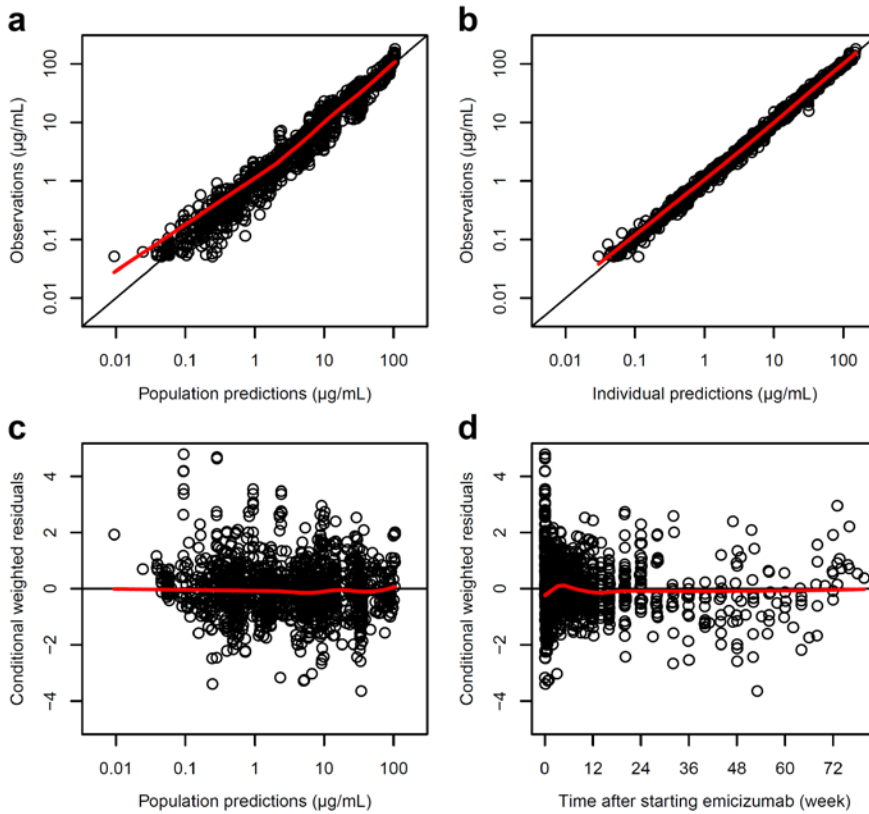 a
Observations (µg/mL)
100
10
1
0.1
0.01
0.01 0.1 1 10 100
Population predictions (µg/mL)
b
Observations (µg/mL)
100
10
1
0.1
0.01
0.01 0.1 1 10 100
Individual predictions (µg/mL)
c
Conditional weighted residuals
4
2
0
−2
−4
0.01 0.1 1 10 100
Population predictions (µg/mL)
d
Conditional weighted residuals
4
2
0
−2
−4
0 12 24 36 48 60 72
Time after starting emicizumab (week)